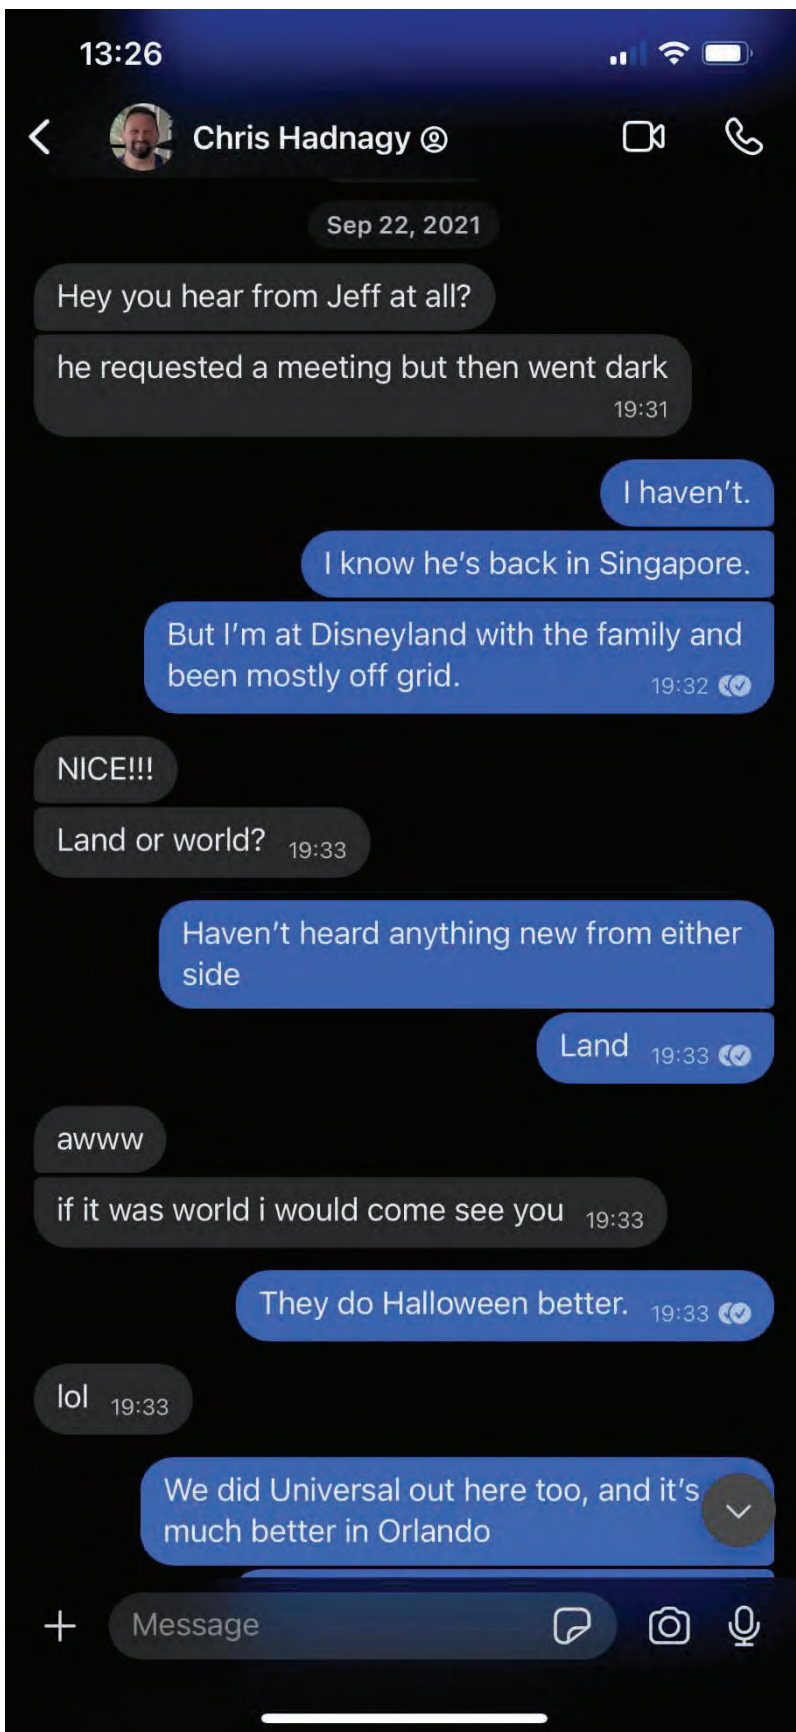 13:26
Chris Hadnagy
Sep 22, 2021
Hey you hear from Jeff at all?
he requested a meeting but then went dark
19:31
I haven't.
I know he's back in Singapore.
But I'm at Disneyland with the family and
been mostly off grid. 19:32
NICE!!!
Land or world? 19:33
Haven't heard anything new from either
side
Land 19:33
awww
if it was world i would come see you 19:33
They do Halloween better. 19:33
lol 19:33
We did Universal out here too, and it's
much better in Orlando
Message